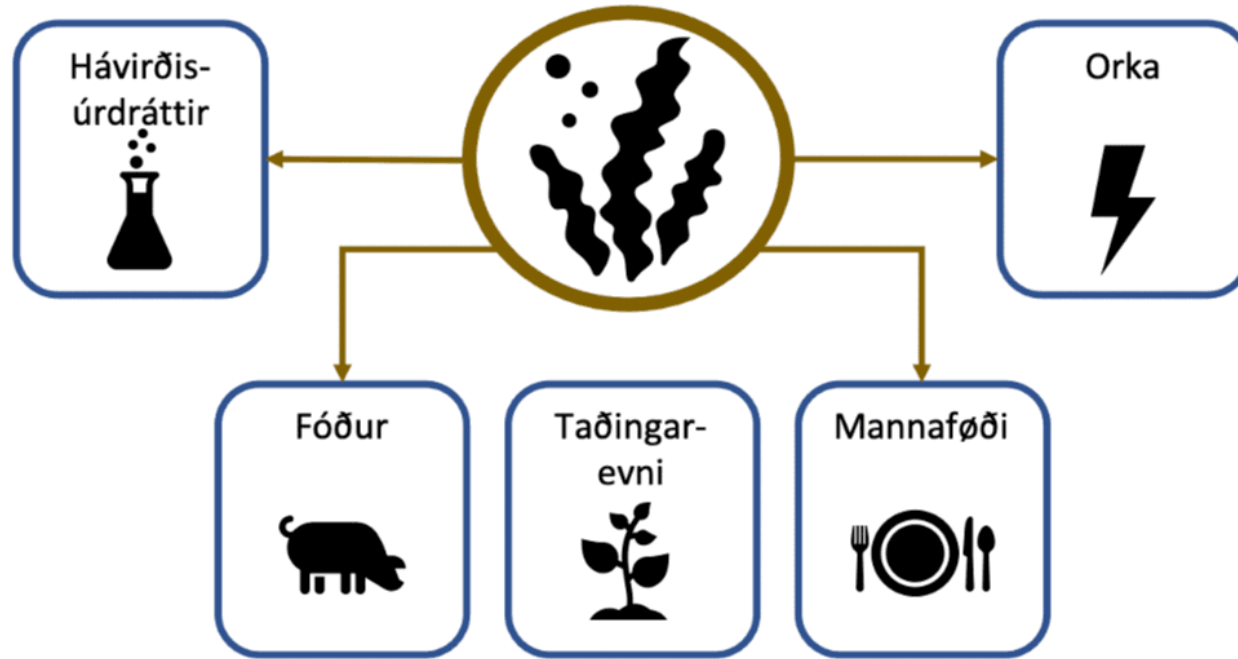 Hávirðis-
úrdráttir
Orka
Fóður
Taðingar-
evni
Mannaføði